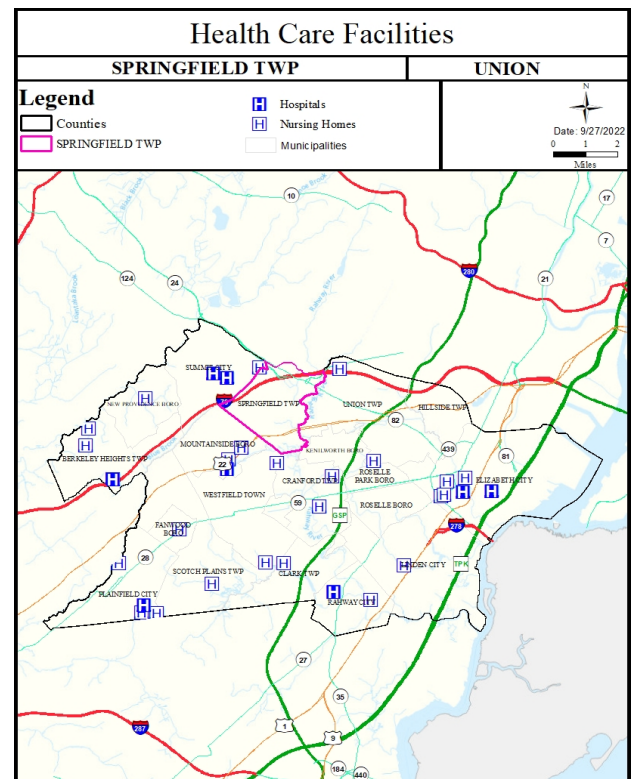 Health Care Facilities
SPRINGFIELD TWP
UNION
Legend
Counties
SPRINGFIELD TWP
H Hospitals
H Nursing Homes
Municipalities
N
Date: 9/27/2022
0 1 2
Miles
10
17
7
280
21
124
24
SUMMIT CITY
NEW PROVIDENCE BORO
SPRINGFIELD TWP
UNION TWP
HILLSIDE TWP
82
MOUNTAINSIDE BORO
KENILWORTH BORO
439
81
BERKELEY HEIGHTS TWP
22
CRANFORD TWP
ROSELLE
PARK BORO
ELIZABETH CITY
WESTFIELD TOWN
59
ROSELLE BORO
GSP
278
FANWOOD
BORO
28
SCOTCH PLAINS TWP
CLARK TWP
LINDEN CITY
TPK
PLAINFIELD CITY
RAHWAY CITY
27
35
287
1
9
184
440